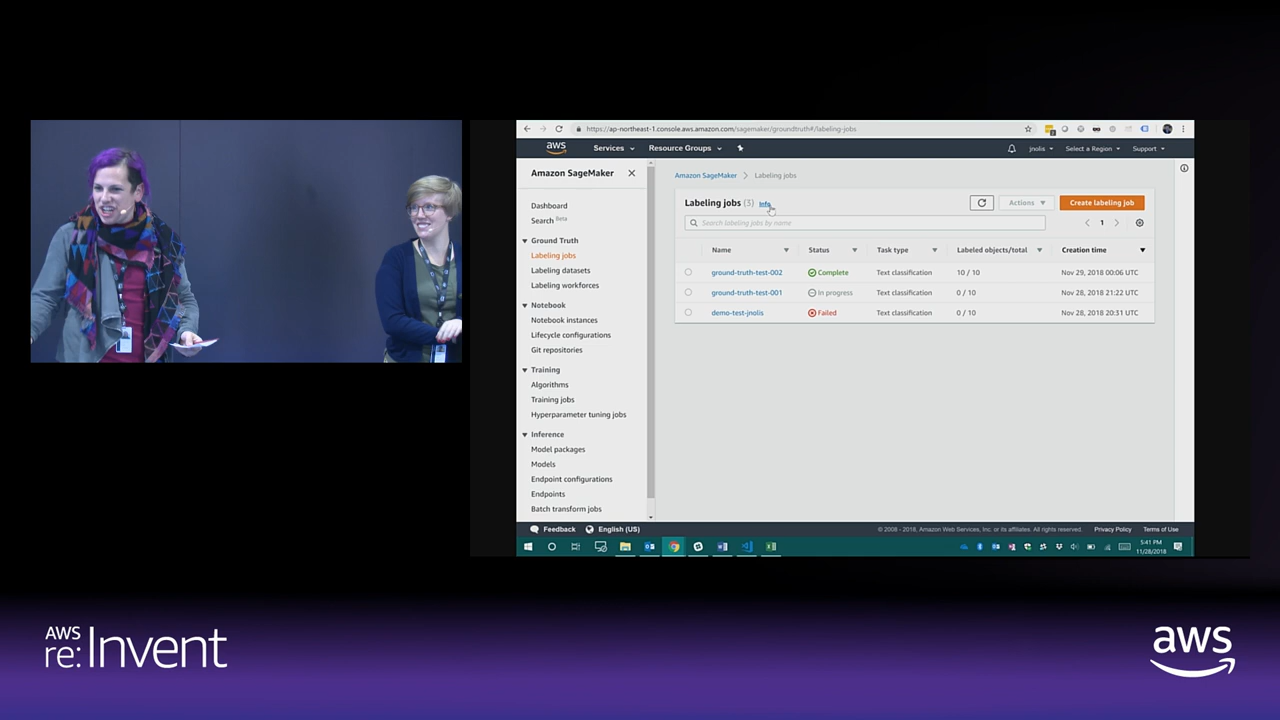 https://ap-northeast-1.console.aws.amazon.com/sagemaker/groundtruth#/labeling-jobs
aws Services Resource Groups jnolis Select a Region Support
Amazon SageMaker
Dashboard
Search Beta
Ground Truth
Labeling jobs
Labeling datasets
Labeling workforces
Notebook
Notebook instances
Lifecycle configurations
Git repositories
Training
Algorithms
Training jobs
Hyperparameter tuning jobs
Inference
Model packages
Models
Endpoint configurations
Endpoints
Batch transform jobs
Amazon SageMaker > Labeling jobs
Labeling jobs (3) Info Actions Create labeling job
Search labeling jobs by name 1
Name Status Task type Labeled objects/total Creation time
ground-truth-test-002 Complete Text classification 10 / 10 Nov 29, 2018 00:06 UTC
ground-truth-test-001 In progress Text classification 0 / 10 Nov 28, 2018 21:22 UTC
demo-test-jnolis Failed Text classification 0 / 10 Nov 28, 2018 20:31 UTC
Feedback English (US) © 2008 - 2018, Amazon Web Services, Inc. or its affiliates. All rights reserved. Privacy Policy Terms of Use
5:41 PM
11/28/2018
AWS
re:Invent
aws